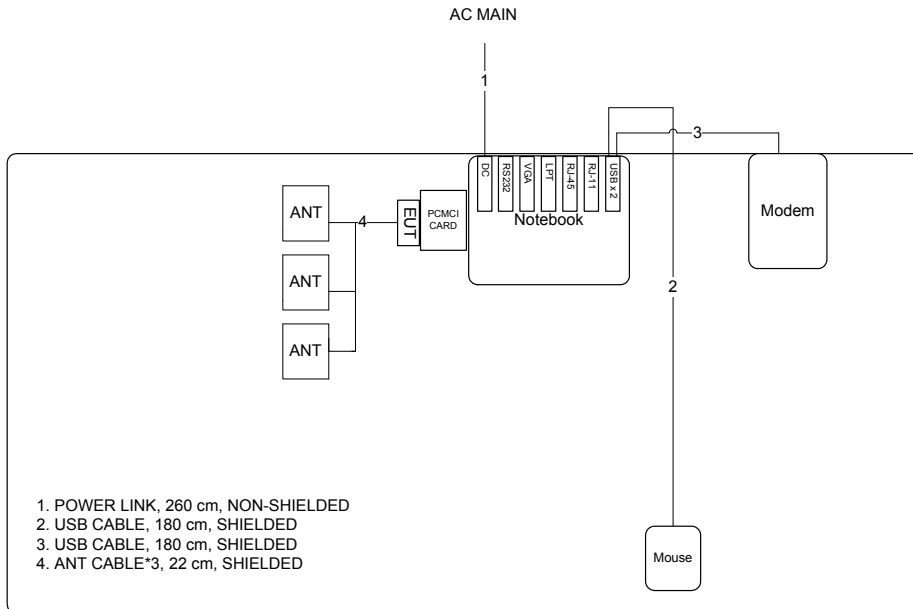 AC MAIN
1
3
DC
RS232
VGA
LPT
RJ-45
RJ-11
USB x 2
Notebook
PCMCI
CARD
EUT
4
ANT
ANT
ANT
Modem
2
Mouse
1. POWER LINK, 260 cm, NON-SHIELDED
2. USB CABLE, 180 cm, SHIELDED
3. USB CABLE, 180 cm, SHIELDED
4. ANT CABLE*3, 22 cm, SHIELDED